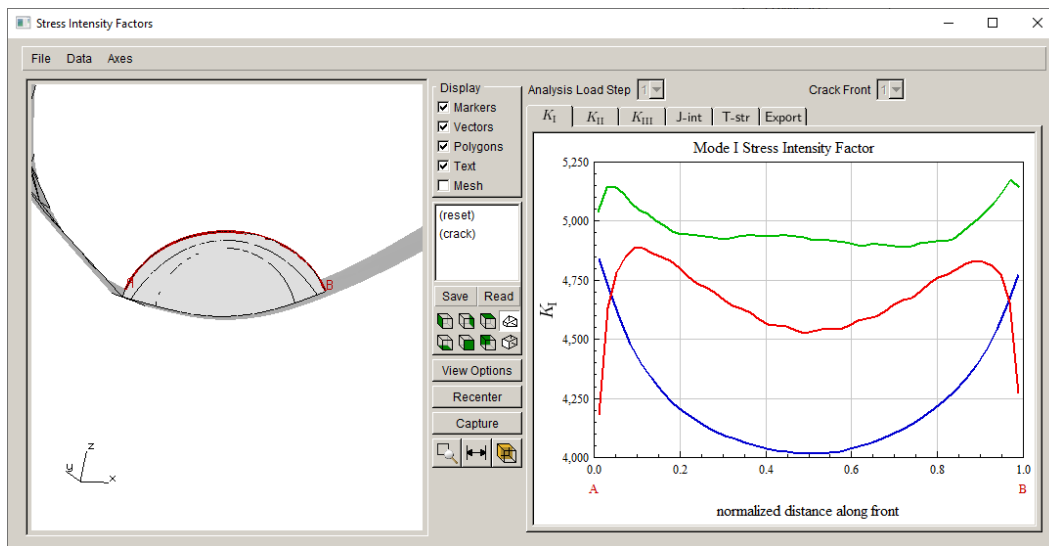 Stress Intensity Factors
File Data Axes
A
B
z
x
Display
Markers
Vectors
Polygons
Text
Mesh
(reset)
(crack)
Save Read
View Options
Recenter
Capture
Analysis Load Step 1
Crack Front 1
KI KII KIII J-int T-str Export
Mode I Stress Intensity Factor
5,250
5,000
4,750
4,500
4,250
4,000
KI
0.0 0.2 0.4 0.6 0.8 1.0
A B
normalized distance along front